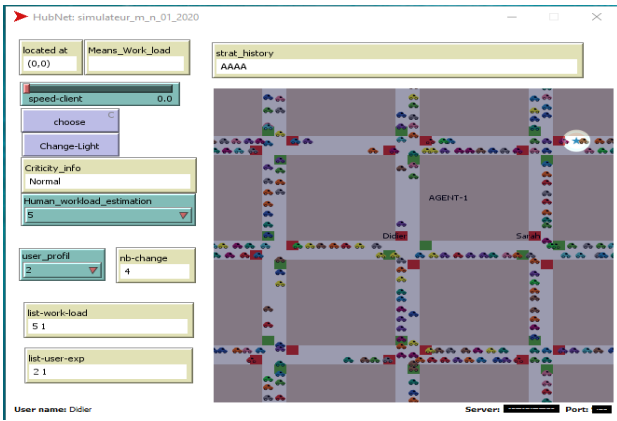 HubNet: simulateur_m_n_01_2020
located at
(0,0)
Means_Work_load
strat_history
AAAA
speed-client 0.0
choose C
Change-Light
Criticity_info
Normal
Human_workload_estimation
5
user_profil
2
nb-change
4
list-work-load
5 1
list-user-exp
2 1
AGENT-1
Didier
Sarah
User name: Didier
Server:
Port: